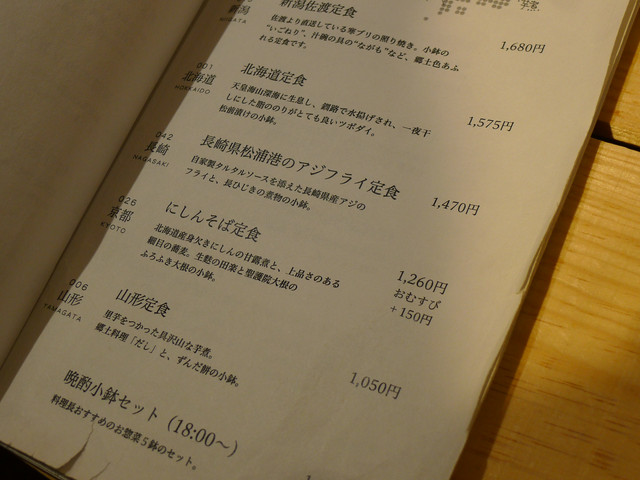 新潟
NIIGATA
新潟佐渡定食
佐渡より直送している寒ブリの照り焼き。小鉢の
"いごねり"、汁碗の具の"ながも"など、郷土色あふ
れる定食です。
1,680円
001
北海道
HOKKAIDO
北海道定食
天皇海山深海に生息し、釧路で水揚げされ、一夜干
しにした脂ののりがとても良いツボダイ。
松前漬けの小鉢。
1,575円
042
長崎
NAGASAKI
長崎県松浦港のアジフライ定食
自家製タルタルソースを添えた長崎県産アジの
フライと、長ひじきの煮物の小鉢。
1,470円
026
京都
KYOTO
にしんそば定食
北海道産身欠きにしんの甘露煮と、上品さのある
細目の蕎麦。生麩の田楽と聖護院大根の
ふろふき大根の小鉢。
1,260円
おむすび
+150円
006
山形
YAMAGATA
山形定食
里芋をつかった具沢山な芋煮。
郷土料理「だし」と、ずんだ餅の小鉢。
1,050円
晩酌小鉢セット（18:00〜）
料理長おすすめのお惣菜5鉢のセット。